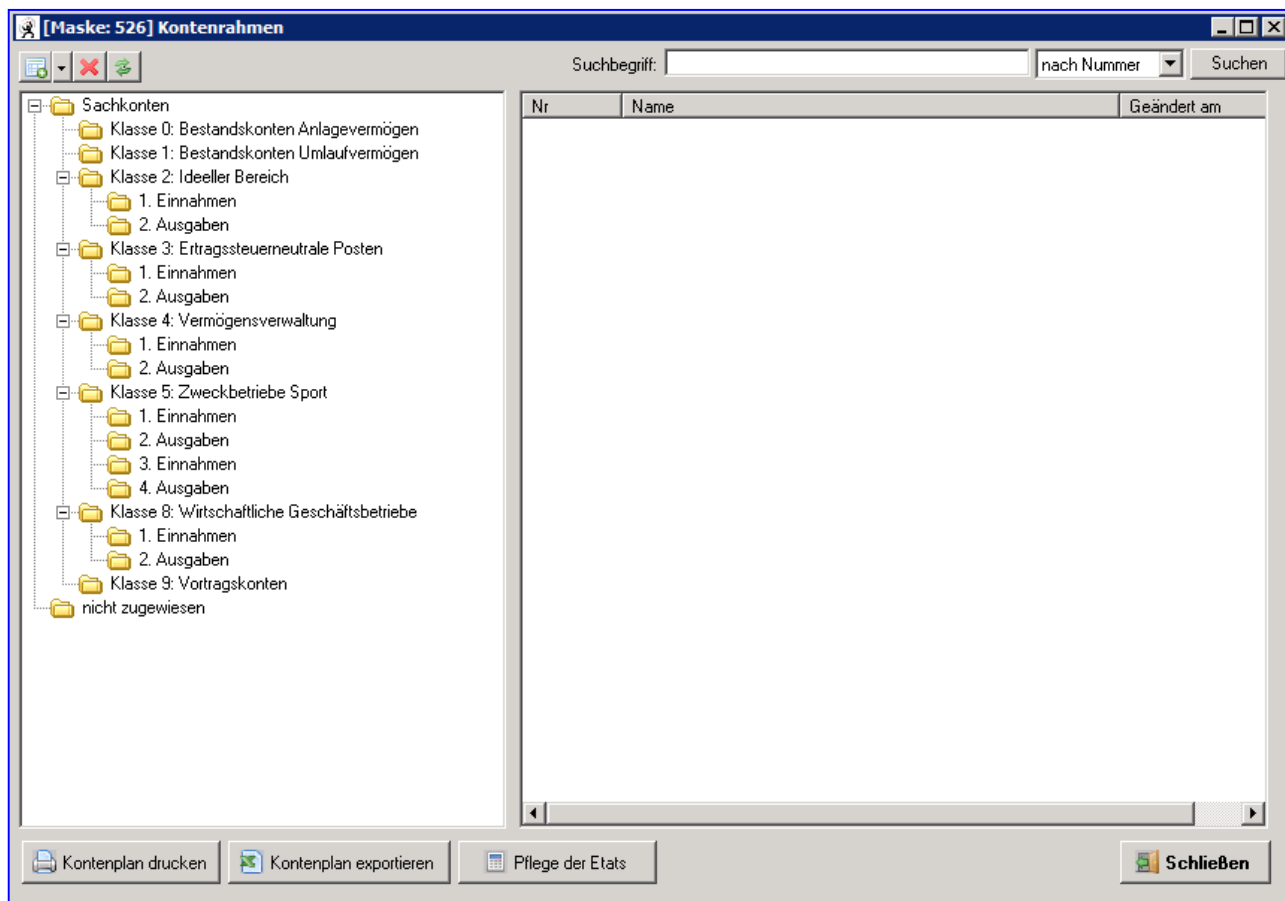 [Maske: 526] Kontenrahmen
Suchbegriff: nach Nummer Suchen
Sachkonten
Klasse 0: Bestandskonten Anlagevermögen
Klasse 1: Bestandskonten Umlaufvermögen
Klasse 2: Ideeller Bereich
1. Einnahmen
2. Ausgaben
Klasse 3: Ertragssteuerneutrale Posten
1. Einnahmen
2. Ausgaben
Klasse 4: Vermögensverwaltung
1. Einnahmen
2. Ausgaben
Klasse 5: Zweckbetriebe Sport
1. Einnahmen
2. Ausgaben
3. Einnahmen
4. Ausgaben
Klasse 8: Wirtschaftliche Geschäftsbetriebe
1. Einnahmen
2. Ausgaben
Klasse 9: Vortragskonten
nicht zugewiesen
Nr Name Geändert am
Kontenplan drucken Kontenplan exportieren Pflege der Etats Schließen